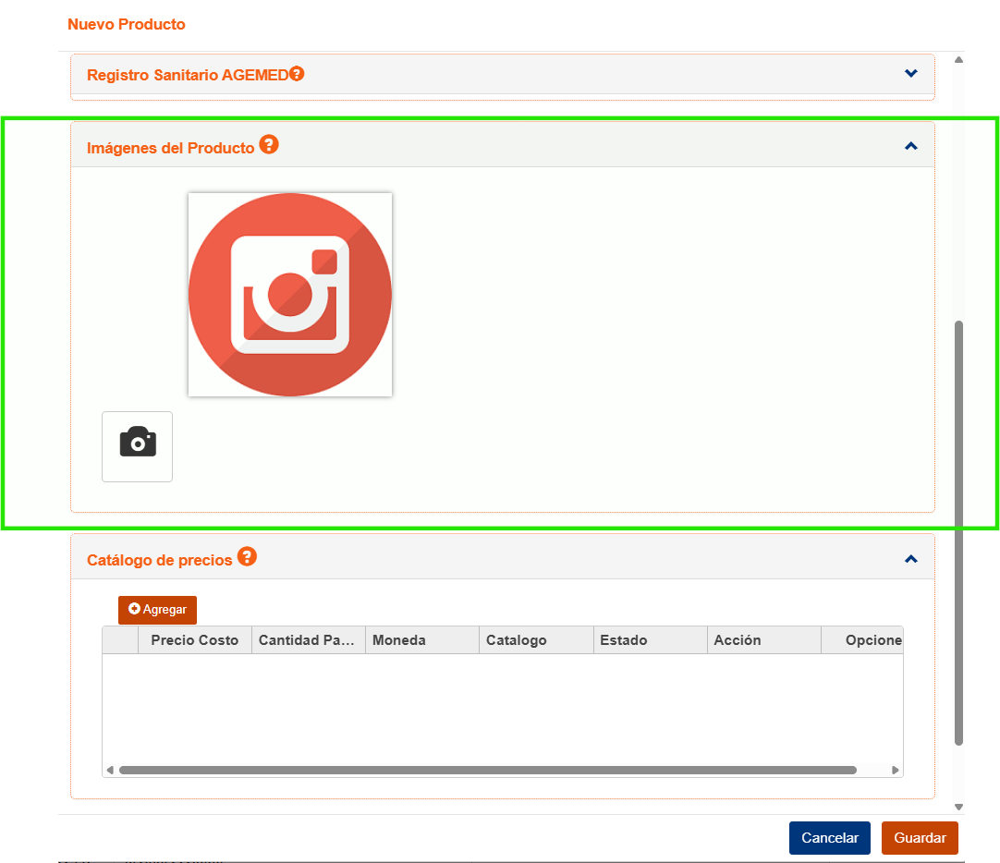 Nuevo Producto
Registro Sanitario AGEMED
Imágenes del Producto
Catálogo de precios
Agregar
Precio Costo Cantidad Pa... Moneda Catalogo Estado Acción Opcione
Cancelar Guardar